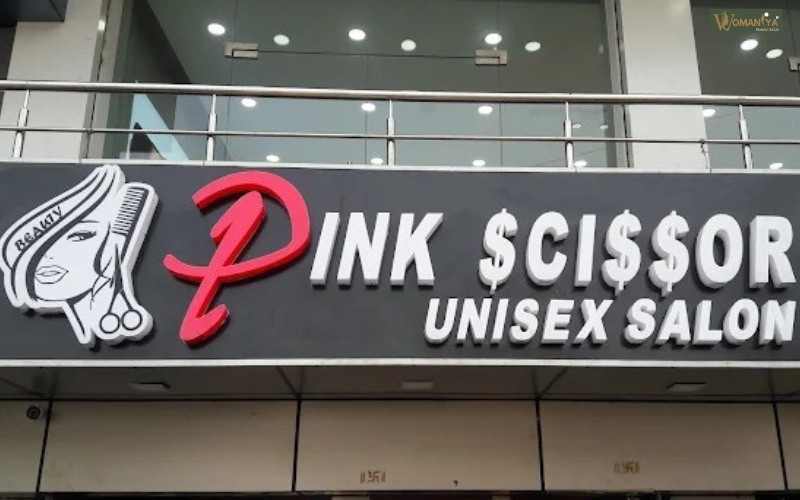 WOMANIYA
BEAUTY
PINK $CI$$OR
UNISEX SALON